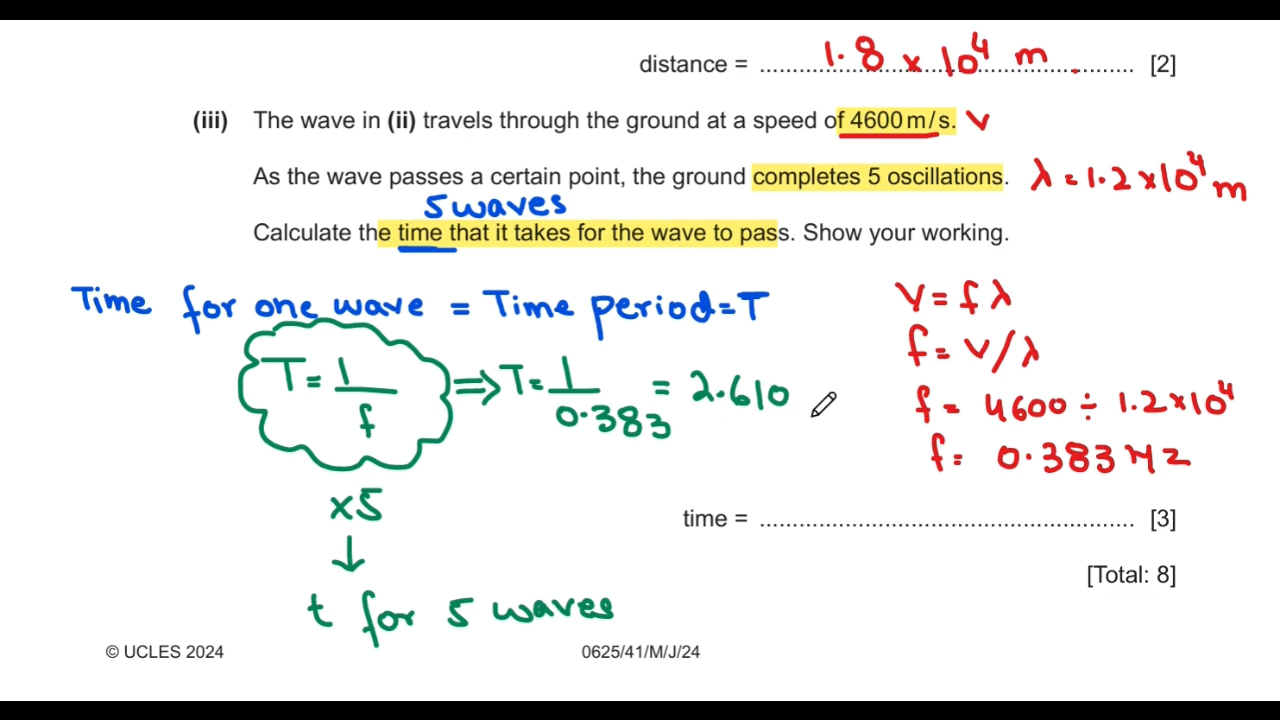 distance = 1.8 × 10⁴ m . [2]
(iii) The wave in (ii) travels through the ground at a speed of 4600 m/s. v
As the wave passes a certain point, the ground completes 5 oscillations. λ = 1.2 × 10⁴ m
5 waves
Calculate the time that it takes for the wave to pass. Show your working.
Time for one wave = Time period = T
v = f λ
f = v/λ
T = 1/f ⇒ T = 1/0.383 = 2.610
f = 4600 ÷ 1.2 × 10⁴
f = 0.383 Hz
×5
time = .......................................................... [3]
↓
[Total: 8]
t for 5 waves
© UCLES 2024 0625/41/M/J/24